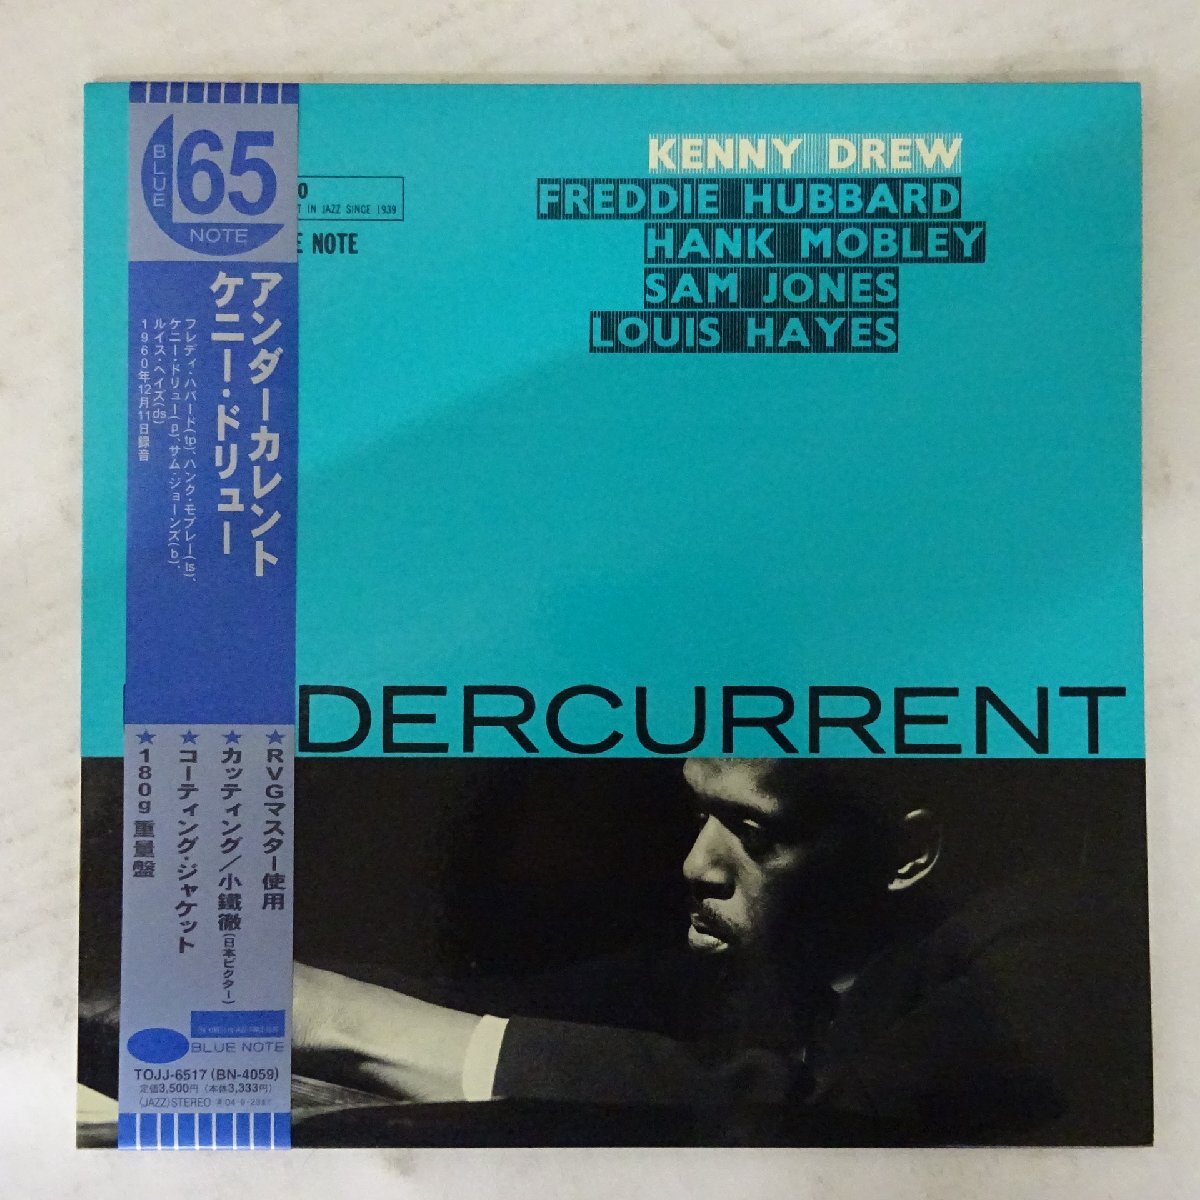 BLUE
65
NOTE
アンダーカレント
ケニー・ドリュー
フレディ・ハバード(tp)、ハンク・モブレー(ts)、
ケニー・ドリュー(p)、サム・ジョーンズ(b)、
ルイス・ヘイズ(ds)
1960年12月11日録音
★RVGマスター使用
★カッティング/小鐵徹(日本ビクター)
★コーティング・ジャケット
★180g重量盤
BLUE NOTE
TOJJ-6517 (BN-4059)
定価3,500円 (本体3,333円)
(JAZZ) STEREO
0
T IN JAZZ SINCE 1939
E NOTE
KENNY DREW
FREDDIE HUBBARD
HANK MOBLEY
SAM JONES
LOUIS HAYES
DERCURRENT